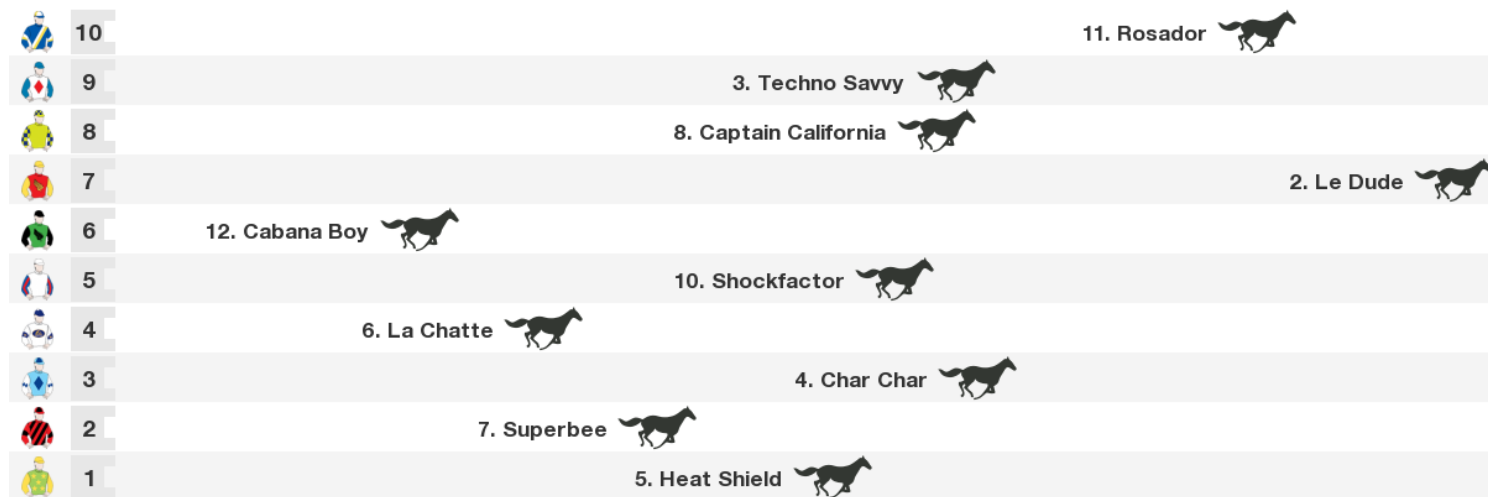 10 11. Rosador
9 3. Techno Savvy
8 8. Captain California
7 2. Le Dude
6 12. Cabana Boy
5 10. Shockfactor
4 6. La Chatte
3 4. Char Char
2 7. Superbee
1 5. Heat Shield